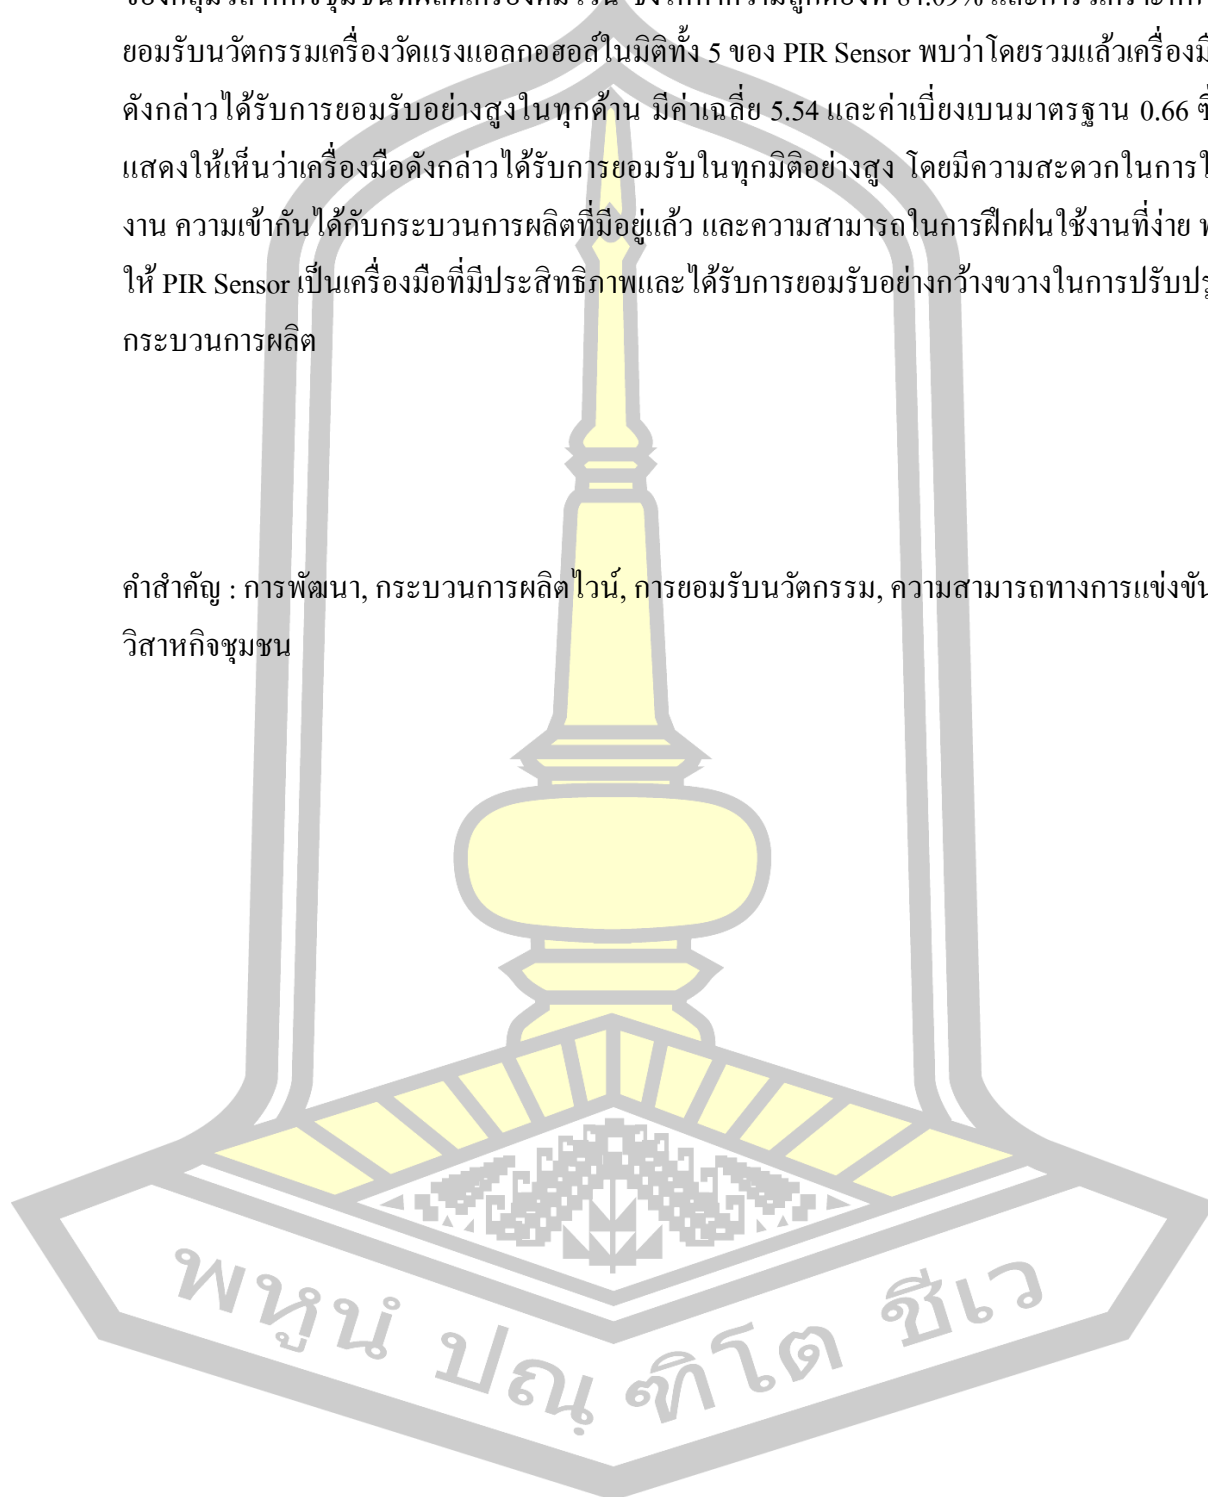 ยอมรับนวัตกรรมเครื่องวัดแรงแอลกอฮอล์ในมิติทั้ง 5 ของ PIR Sensor พบว่าโดยรวมแล้วเครื่องมื
ดังกล่าวได้รับการยอมรับอย่างสูงในทุกด้าน มีค่าเฉลี่ย 5.54 และค่าเบี่ยงเบนมาตรฐาน 0.66 ซึ่
แสดงให้เห็นว่าเครื่องมือดังกล่าวได้รับการยอมรับในทุกมิติอย่างสูง โดยมีความสะดวกในการใ
งาน ความเข้ากันได้กับกระบวนการผลิตที่มีอยู่แล้ว และความสามารถในการฝึกฝนใช้งานที่ง่าย
ให้ PIR Sensor เป็นเครื่องมือที่มีประสิทธิภาพและได้รับการยอมรับอย่างกว้างขวางในการปรับปรุ
กระบวนการผลิต
คำสำคัญ : การพัฒนา, กระบวนการผลิตไวน์, การยอมรับนวัตกรรม, ความสามารถทางการแข่งขัน
วิสาหกิจชุมชน
พหูนํ ปณฺฑิโต ชีเว